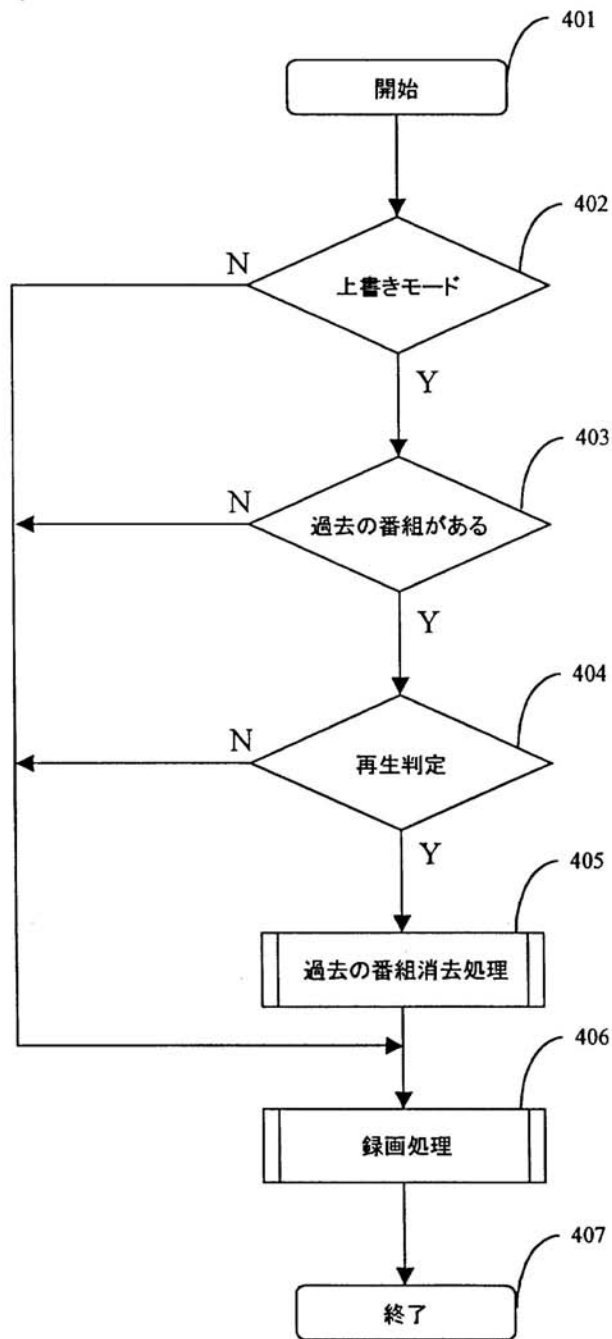 401
開始
402
N
上書きモード
Y
403
N
過去の番組がある
Y
404
N
再生判定
Y
405
過去の番組消去処理
406
録画処理
407
終了